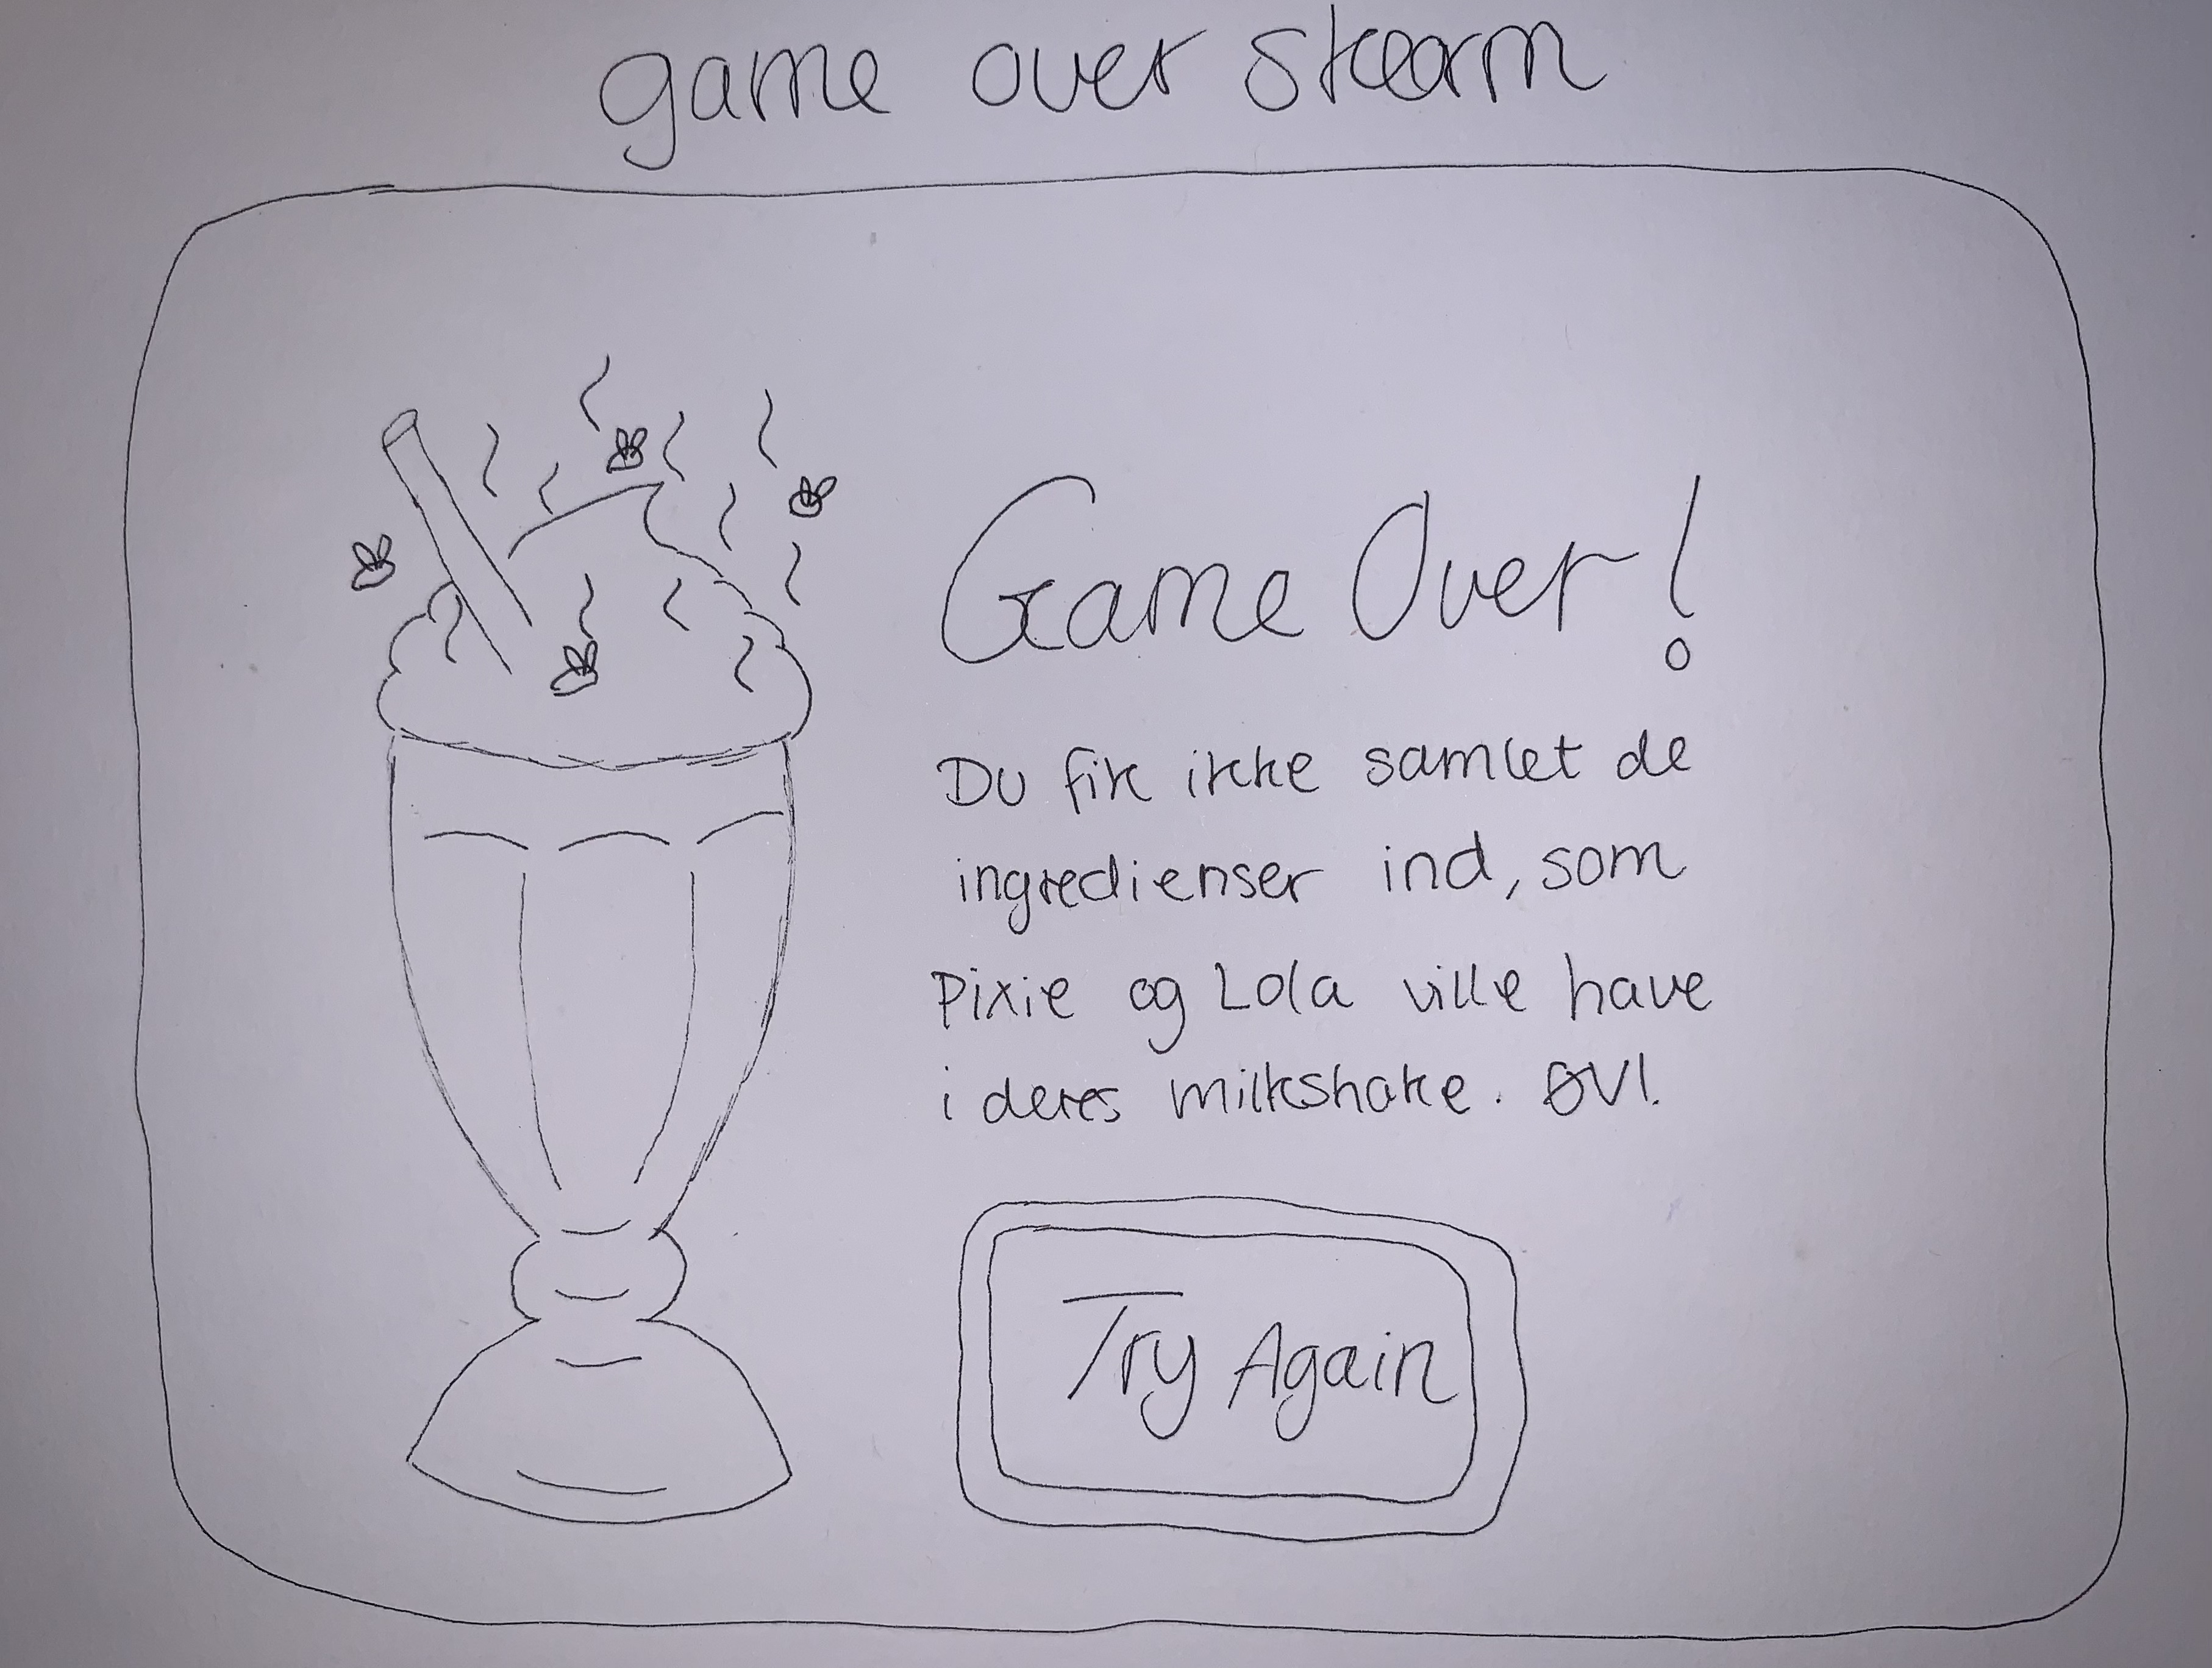 game over skærm
Game Over!
Du fik ikke samlet de
ingredienser ind, som
Pixie og Lola ville have
i deres milkshake. ØV!
Try Again